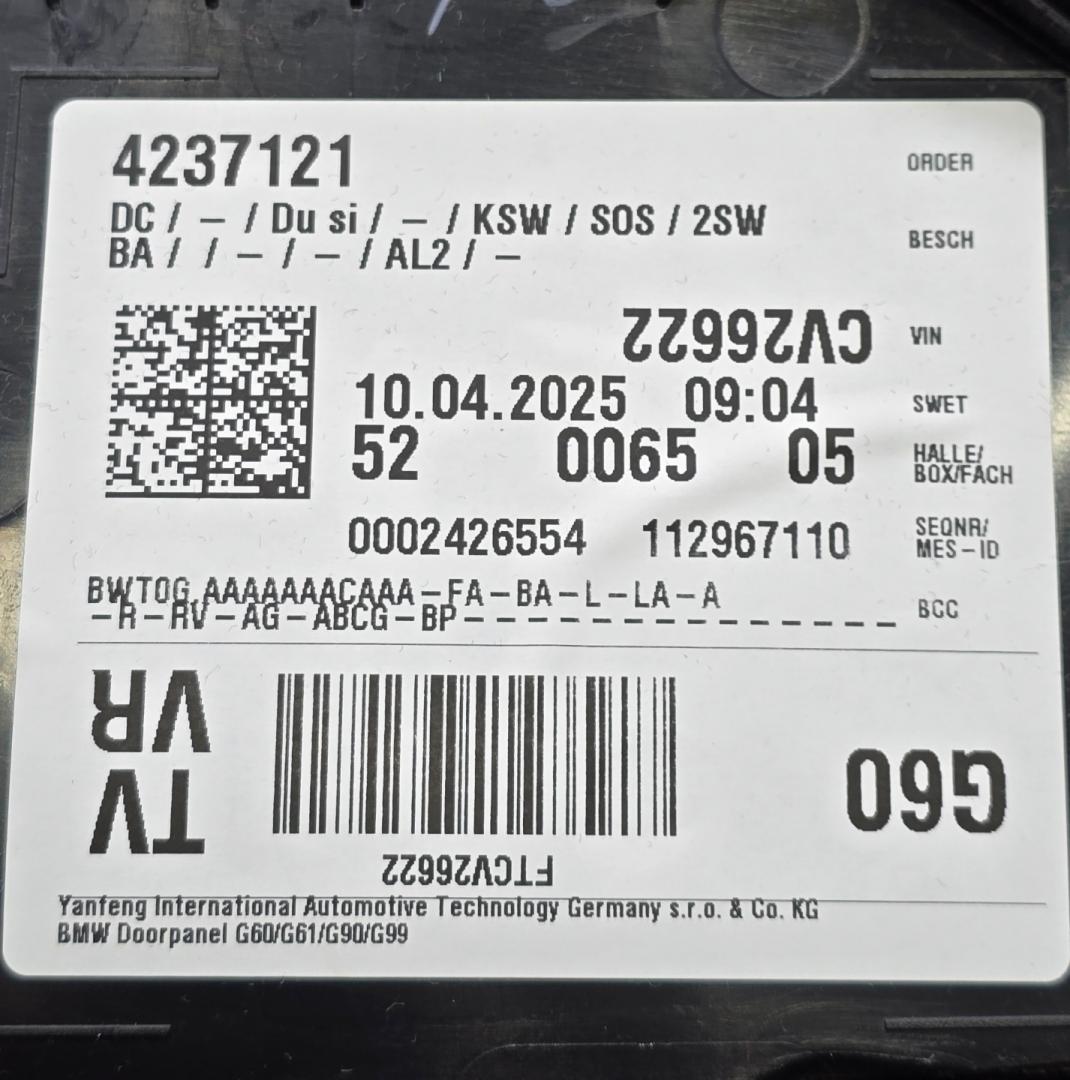 4237121 ORDER
DC / – / Du si / – / KSW / SOS / 2SW
BA / / – / – / AL2 / – BESCH
CV26622 VIN
10.04.2025 09:04 SWET
52 0065 05 HALLE/
BOX/FACH
0002426554 112967110 SEQNR/
MES–ID
BWTOG AAAAAAACAAA–FA–BA–L–LA–A
–R–RV–AG–ABCG–BP– – – – – – – – – – – – – – – BCC
VR
TV
G60
FTCV26622
Yanfeng International Automotive Technology Germany s.r.o. & Co. KG
BMW Doorpanel G60/G61/G90/G99